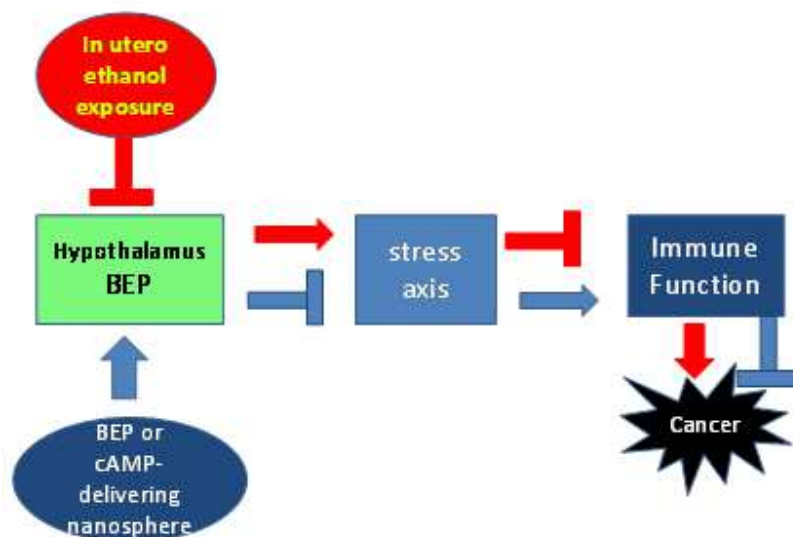 In utero
ethanol
exposure
Hypothalamus
BEP
stress
axis
Immune
Function
Cancer
BEP or
cAMP-
delivering
nanosphere